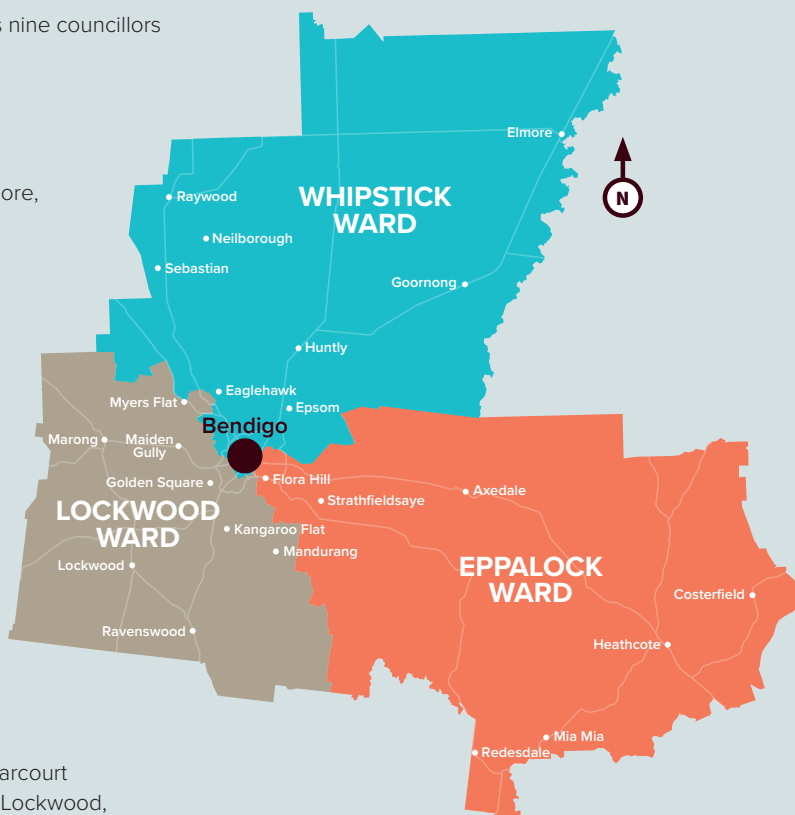 s nine councillors
Elmore
ore,
N
Raywood
WHIPSTICK
WARD
Neilborough
Sebastian
Goornong
Huntly
Eaglehawk
Myers Flat
Epsom
Bendigo
Marong
Maiden
Gully
Golden Square
Flora Hill
Axedale
Strathfieldsaye
LOCKWOOD
WARD
Kangaroo Flat
Mandurang
Lockwood
EPPALOCK
WARD
Costerfield
Ravenswood
Heathcote
Mia Mia
Redesdale
arcourt
Lockwood,